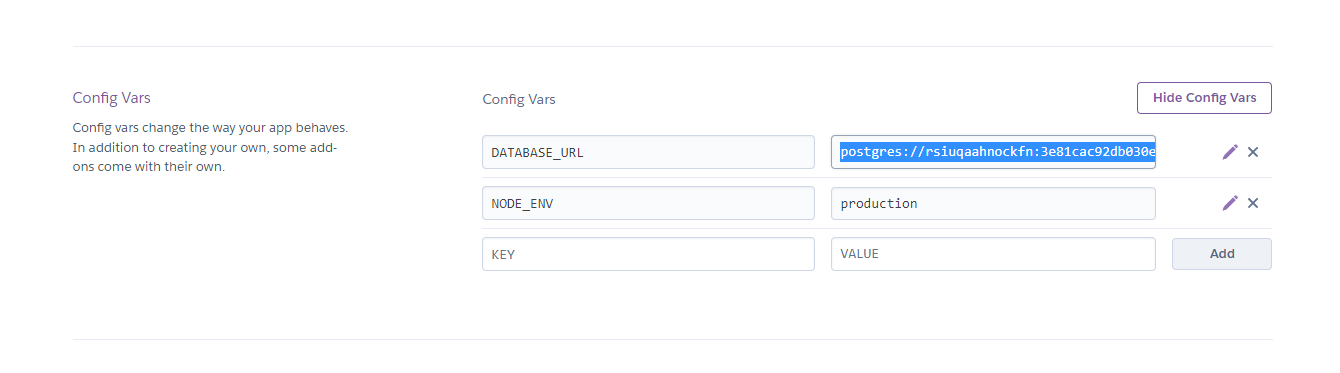 Config Vars
Config vars change the way your app behaves.
In addition to creating your own, some add-
ons come with their own.
Config Vars
Hide Config Vars
DATABASE_URL
postgres://rsiuqaahnockfn:3e81cac92db030e
NODE_ENV
production
KEY
VALUE
Add